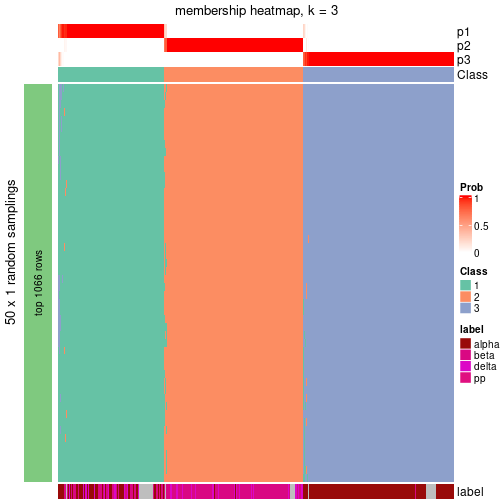 membership heatmap, k = 3
p1
p2
p3
Class
50 x 1 random samplings
top 1066 rows
Prob
1
0.5
0
Class
1
2
3
label
alpha
beta
delta
pp
label